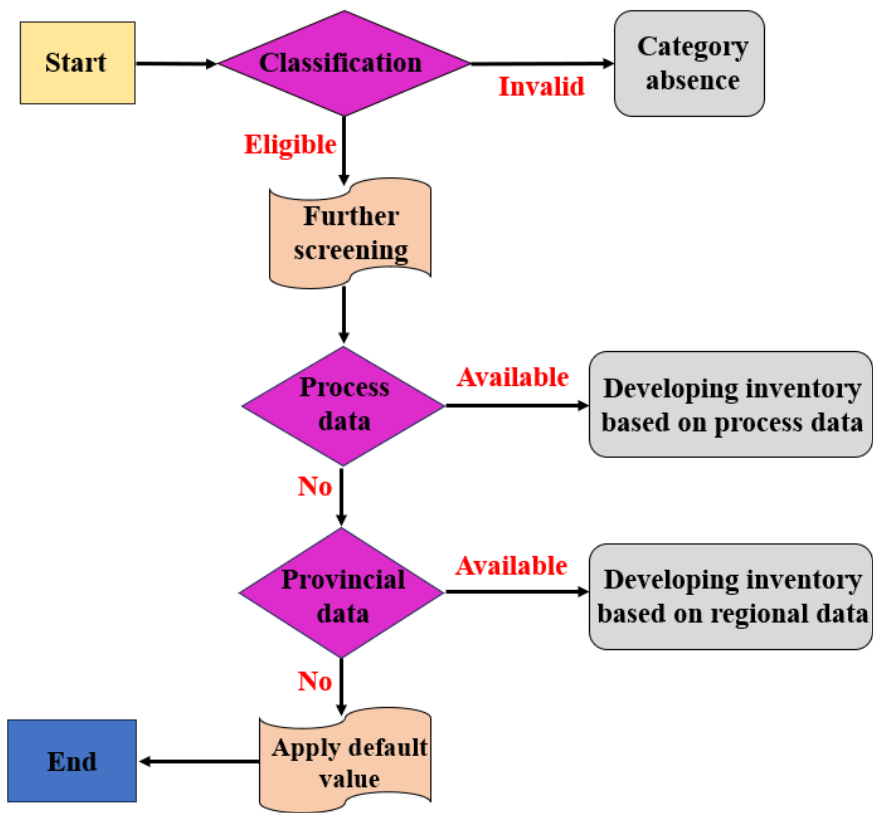 Start
Classification
Category
absence
Invalid
Eligible
Further
screening
Process
data
Available
Developing inventory
based on process data
No
Provincial
data
Available
Developing inventory
based on regional data
No
Apply default
value
End